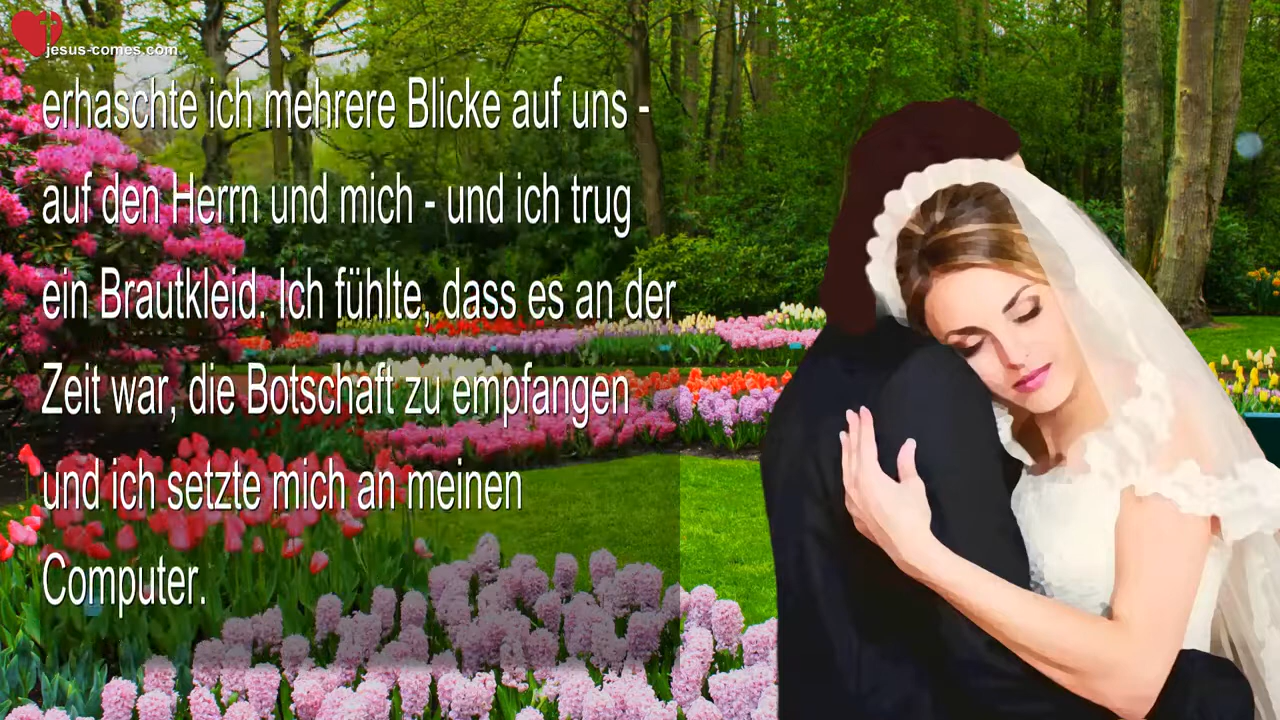 jesus-comes.com
erhaschte ich mehrere Blicke auf uns -
auf den Herrn und mich - und ich trug
ein Brautkleid. Ich fühlte, dass es an der
Zeit war, die Botschaft zu empfangen
und ich setzte mich an meinen
Computer.